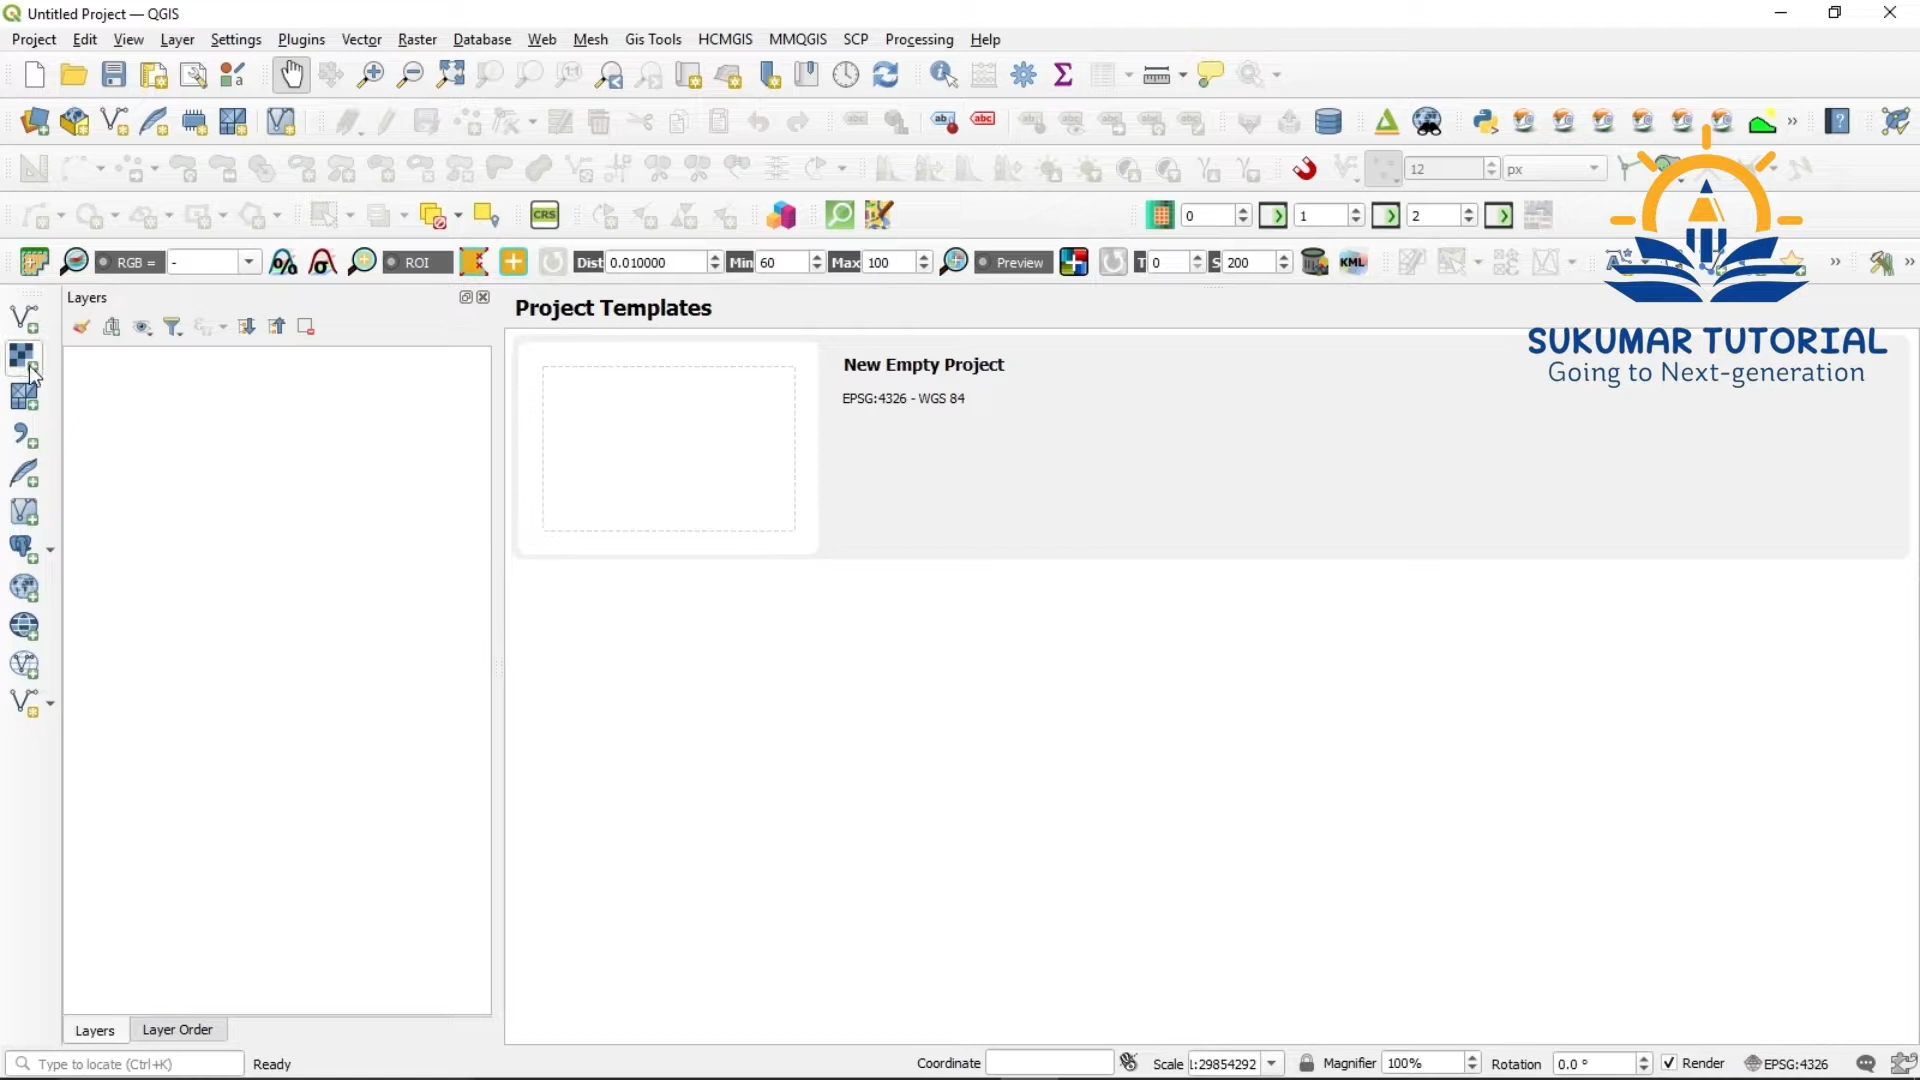 Untitled Project — QGIS
Project Edit View Layer Settings Plugins Vector Raster Database Web Mesh Gis Tools HCMGIS MMQGIS SCP Processing Help
12 px
CRS 0 1 2
RGB = - ROI Dist 0.010000 Min 60 Max 100 Preview T 0 S 200 KML
Layers
Project Templates
New Empty Project
EPSG:4326 - WGS 84
SUKUMAR TUTORIAL
Going to Next-generation
Layers Layer Order
Type to locate (Ctrl+K) Ready Coordinate Scale 1:29854292 Magnifier 100% Rotation 0.0 ° Render EPSG:4326